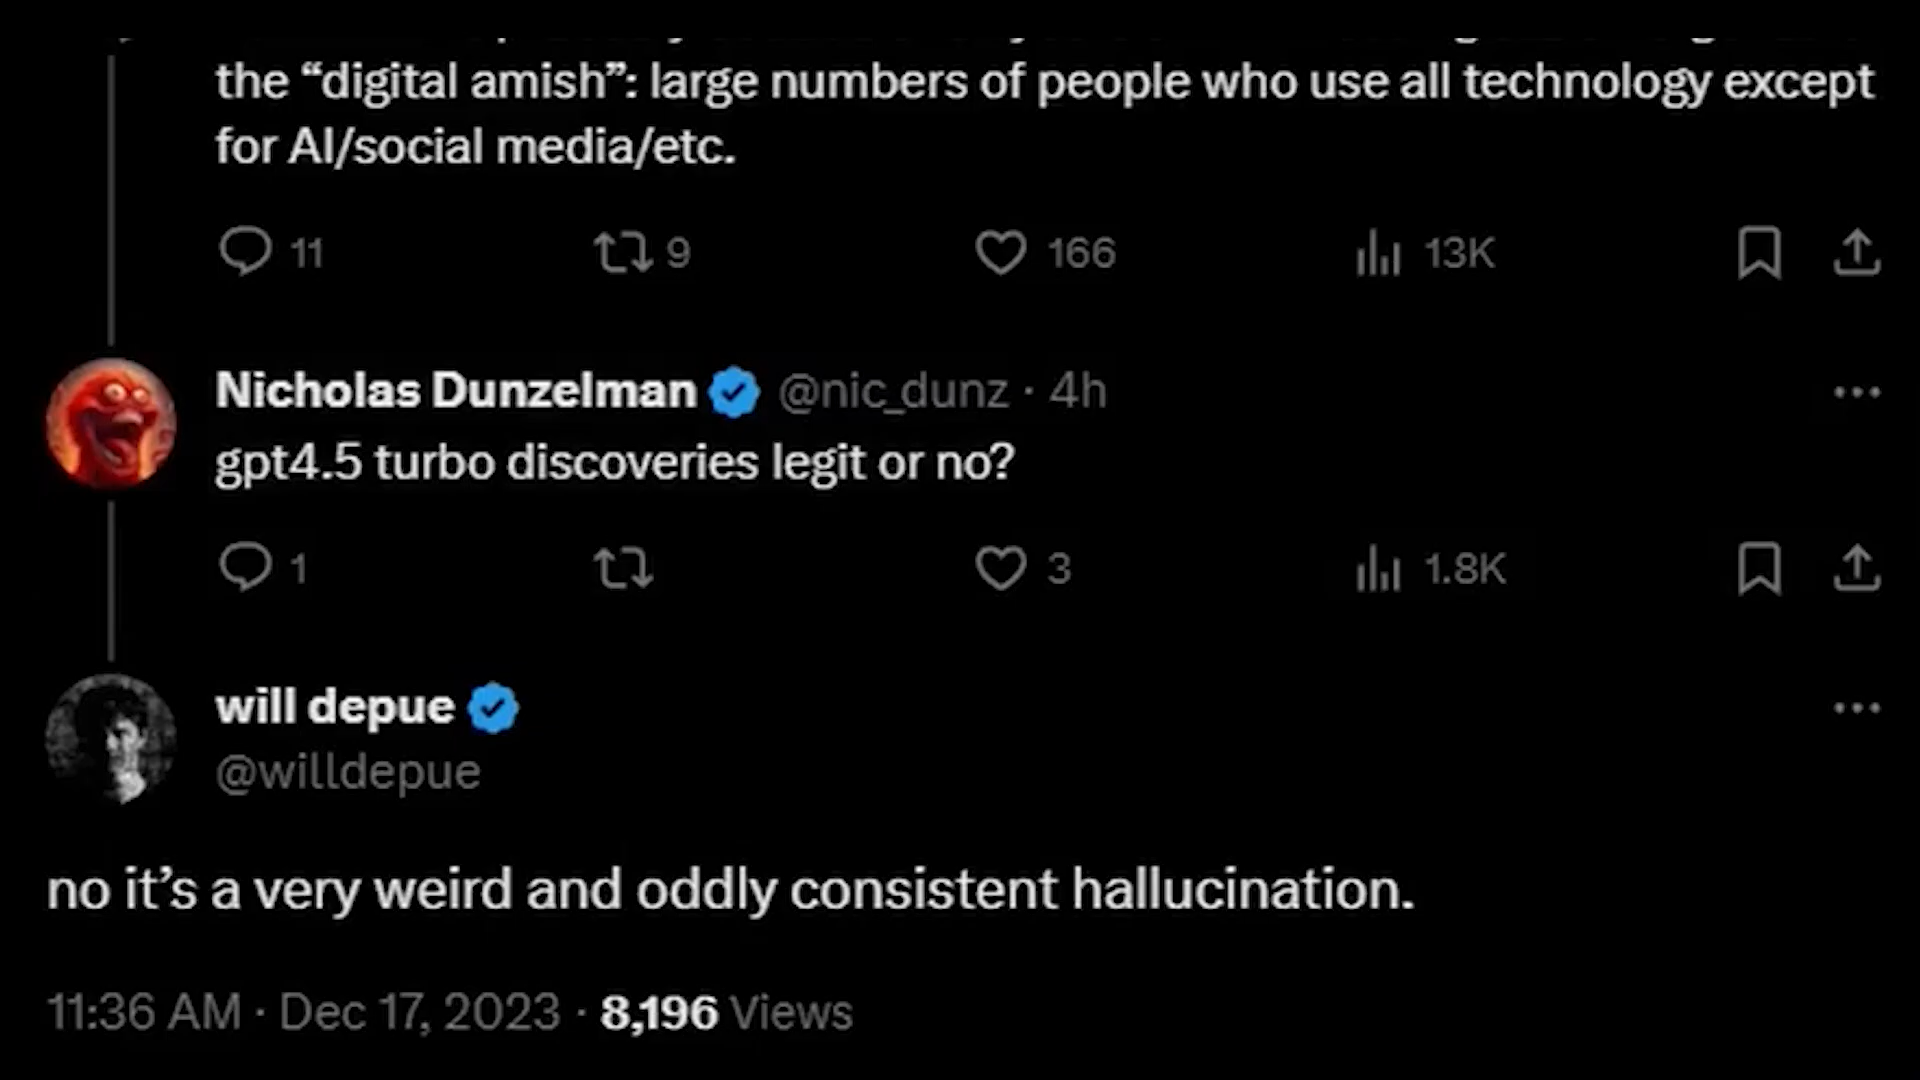 the “digital amish”: large numbers of people who use all technology except
for AI/social media/etc.
11 9 166 13K
Nicholas Dunzelman @nic_dunz · 4h
gpt4.5 turbo discoveries legit or no?
1 3 1.8K
will depue
@willdepue
no it’s a very weird and oddly consistent hallucination.
11:36 AM · Dec 17, 2023 · 8,196 Views